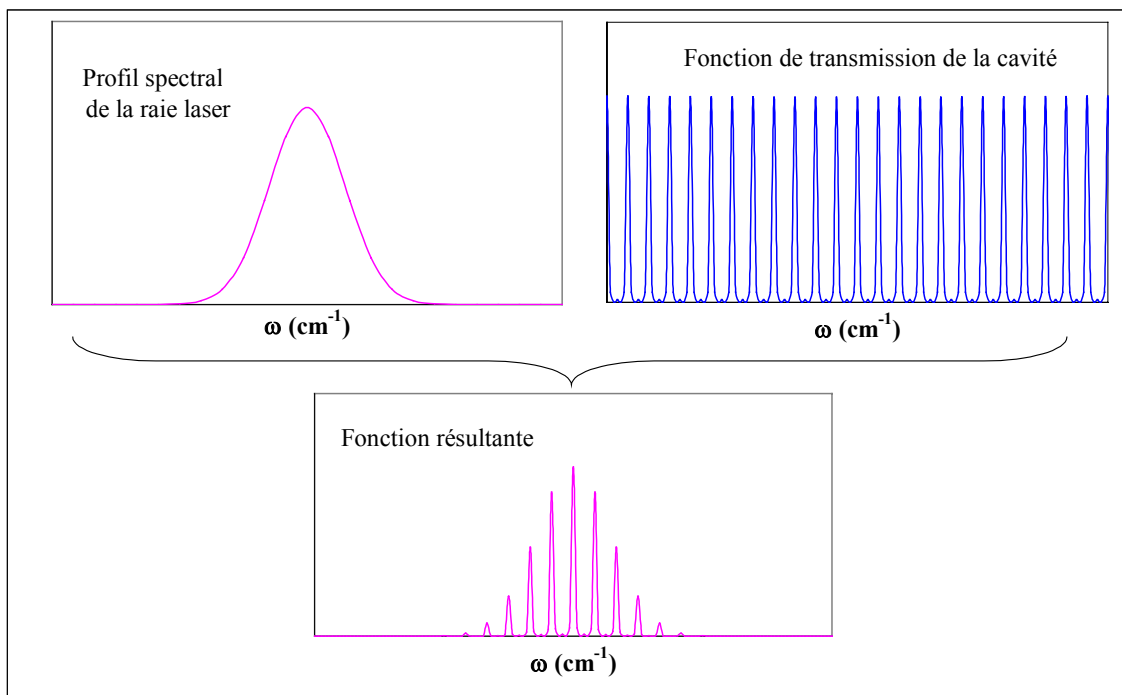 Profil spectral
de la raie laser
Fonction de transmission de la cavité
ω (cm⁻¹)
ω (cm⁻¹)
Fonction résultante
ω (cm⁻¹)